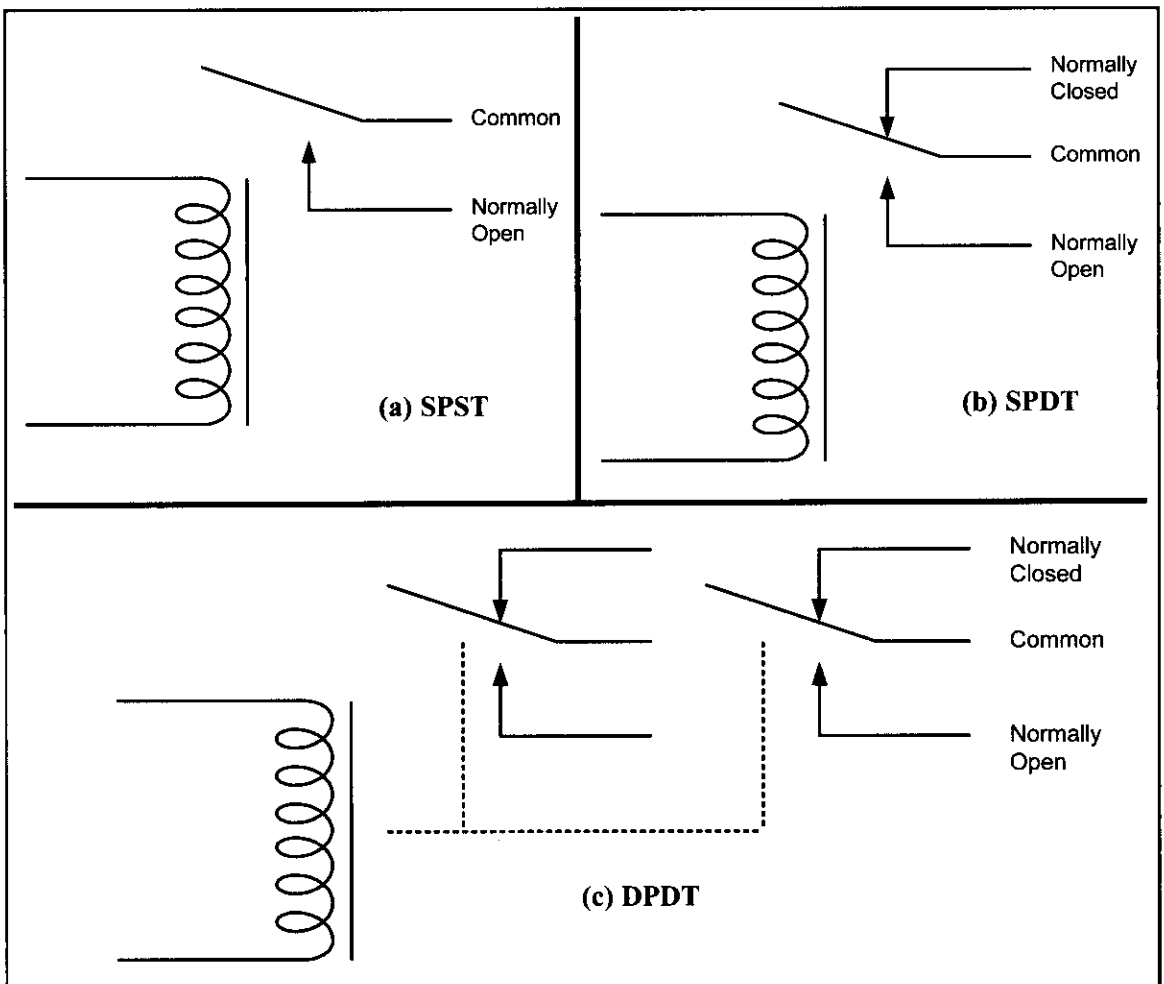 Common
Normally
Open
(a) SPST
Normally
Closed
Common
Normally
Open
(b) SPDT
Normally
Closed
Common
Normally
Open
(c) DPDT